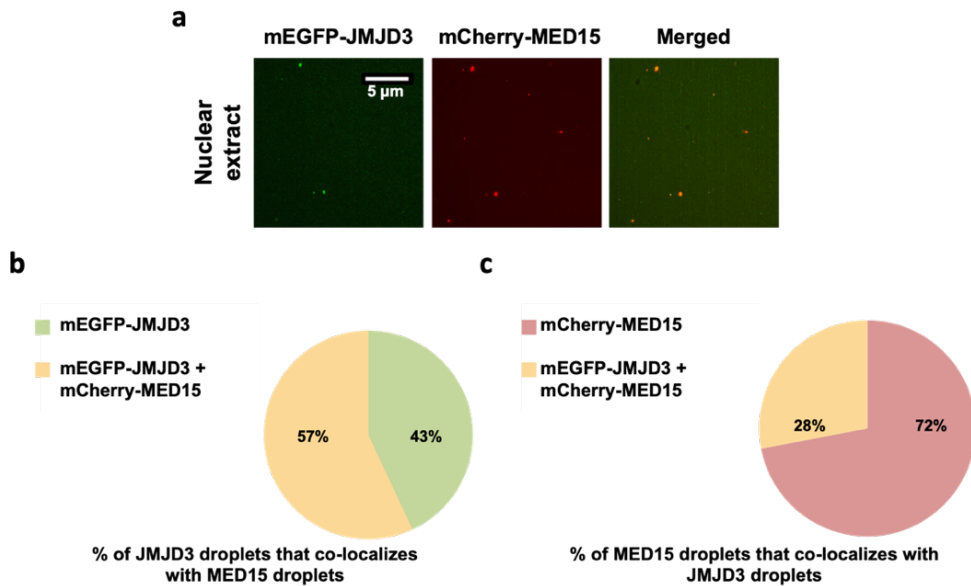 a
mEGFP-JMJD3 mCherry-MED15 Merged
5 µm
Nuclear
extract
b
mEGFP-JMJD3
mEGFP-JMJD3 +
mCherry-MED15
57%
43%
% of JMJD3 droplets that co-localizes
with MED15 droplets
c
mCherry-MED15
mEGFP-JMJD3 +
mCherry-MED15
28%
72%
% of MED15 droplets that co-localizes with
JMJD3 droplets